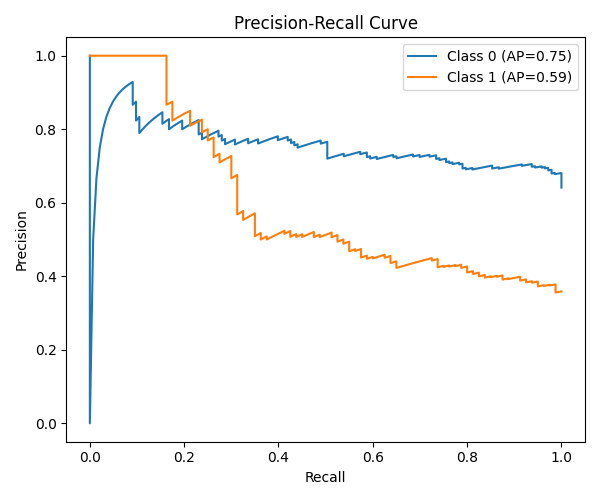 Precision-Recall Curve
Class 0 (AP=0.75)
Class 1 (AP=0.59)
Precision
1.0
0.8
0.6
0.4
0.2
0.0
0.0 0.2 0.4 0.6 0.8 1.0
Recall